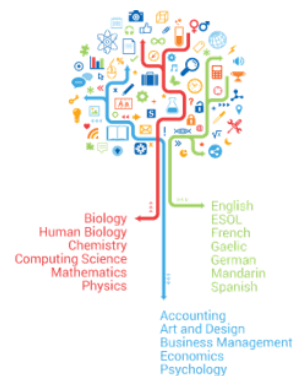 Biology
Human Biology
Chemistry
Computing Science
Mathematics
Physics
English
ESOL
French
Gaelic
German
Mandarin
Spanish
Accounting
Art and Design
Business Management
Economics
Psychology